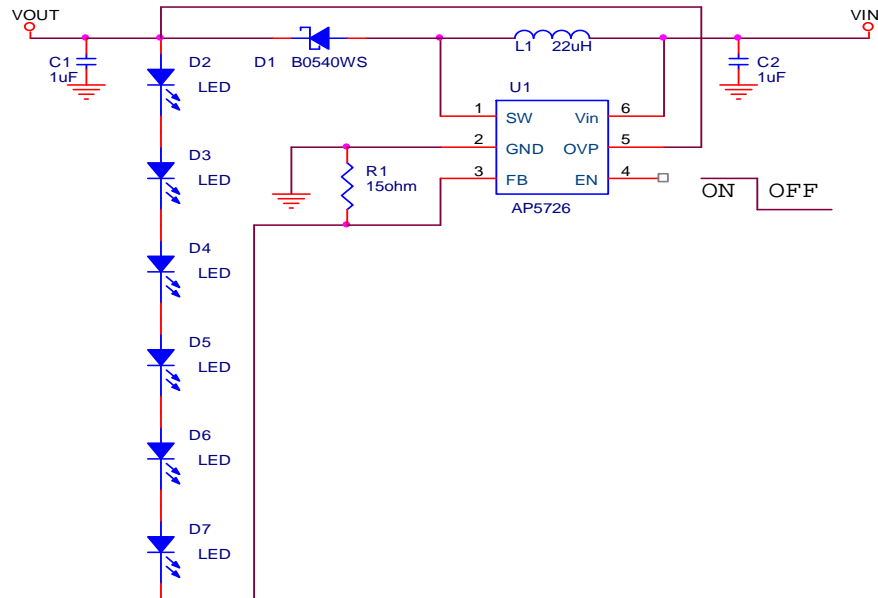 VOUT
VIN
C1
1uF
D2
LED
D1
B0540WS
L1
22uH
C2
1uF
U1
1
SW
Vin
6
2
GND
OVP
5
3
FB
EN
4
AP5726
R1
15ohm
ON
OFF
D3
LED
D4
LED
D5
LED
D6
LED
D7
LED